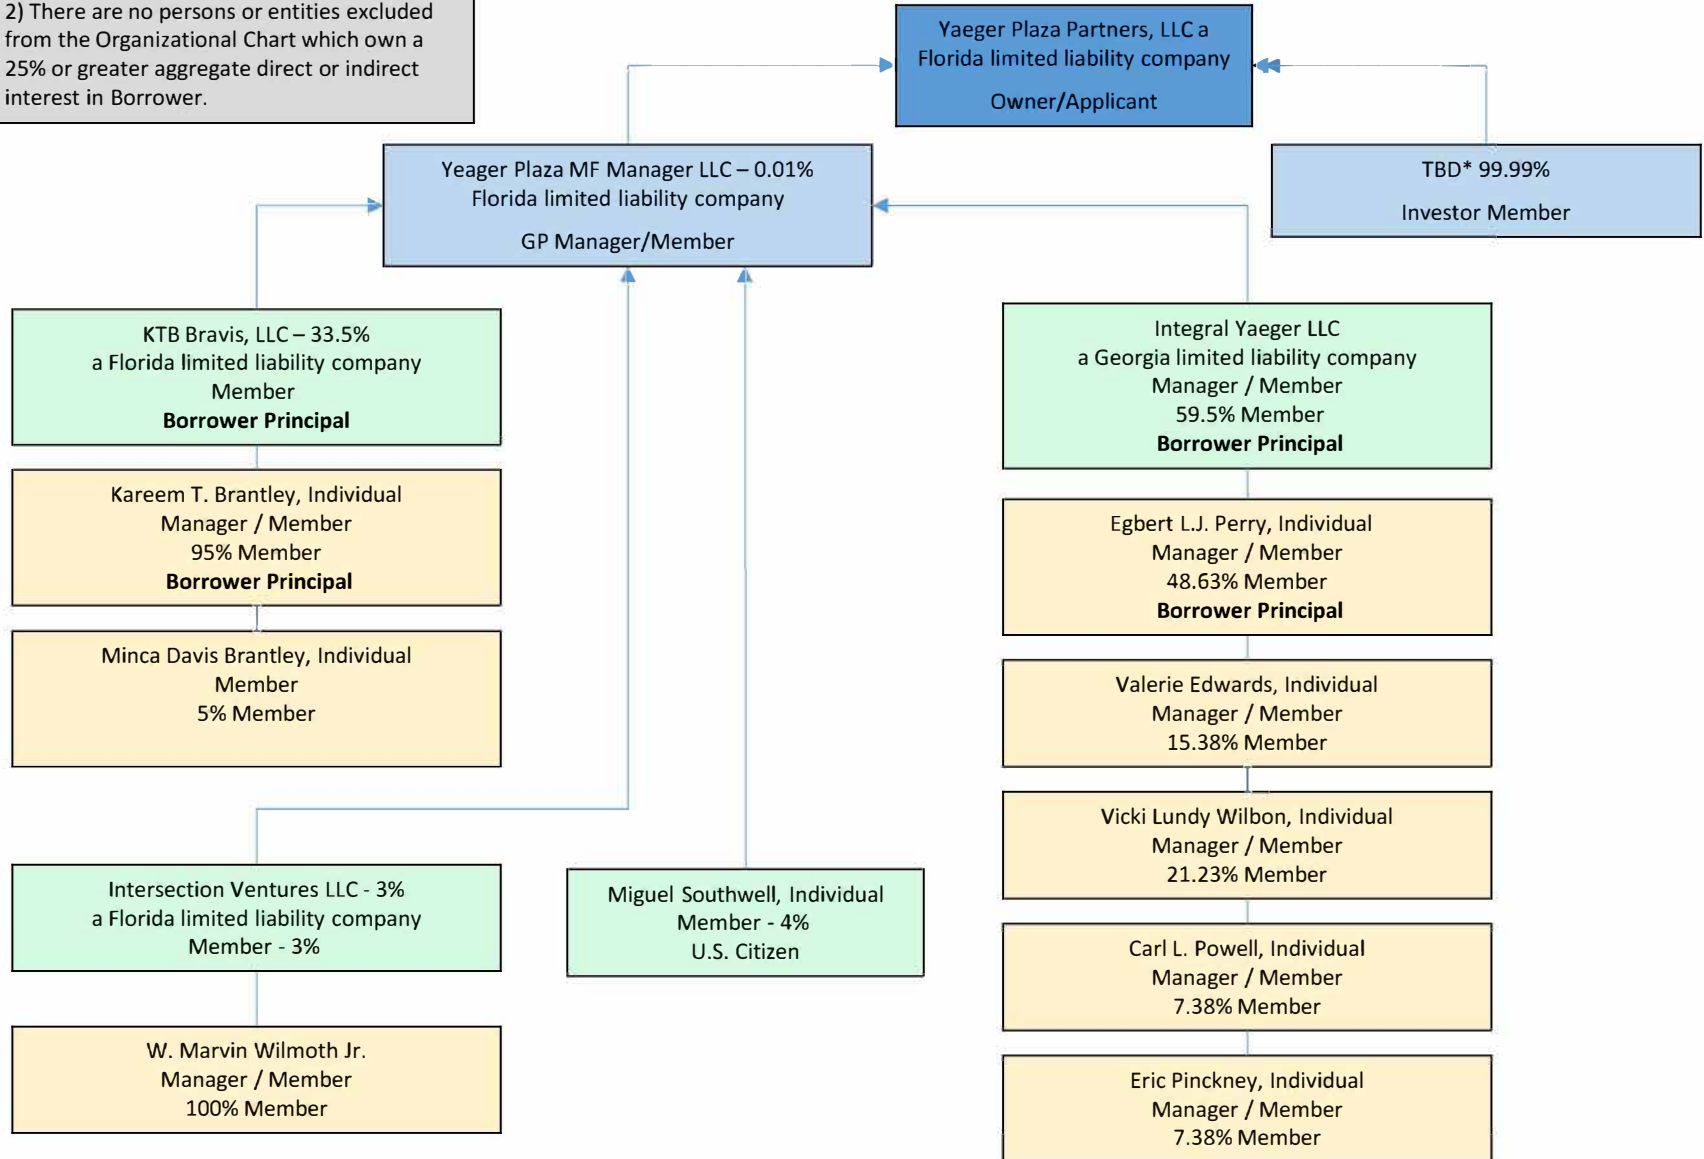 2) There are no persons or entities excluded
from the Organizational Chart which own a
25% or greater aggregate direct or indirect
interest in Borrower.
Yaeger Plaza Partners, LLC a
Florida limited liability company
Owner/Applicant
Yeager Plaza MF Manager LLC – 0.01%
Florida limited liability company
GP Manager/Member
TBD* 99.99%
Investor Member
KTB Bravis, LLC – 33.5%
a Florida limited liability company
Member
Borrower Principal
Kareem T. Brantley, Individual
Manager / Member
95% Member
Borrower Principal
Minca Davis Brantley, Individual
Member
5% Member
Intersection Ventures LLC - 3%
a Florida limited liability company
Member - 3%
W. Marvin Wilmoth Jr.
Manager / Member
100% Member
Miguel Southwell, Individual
Member - 4%
U.S. Citizen
Integral Yaeger LLC
a Georgia limited liability company
Manager / Member
59.5% Member
Borrower Principal
Egbert L.J. Perry, Individual
Manager / Member
48.63% Member
Borrower Principal
Valerie Edwards, Individual
Manager / Member
15.38% Member
Vicki Lundy Wilbon, Individual
Manager / Member
21.23% Member
Carl L. Powell, Individual
Manager / Member
7.38% Member
Eric Pinckney, Individual
Manager / Member
7.38% Member